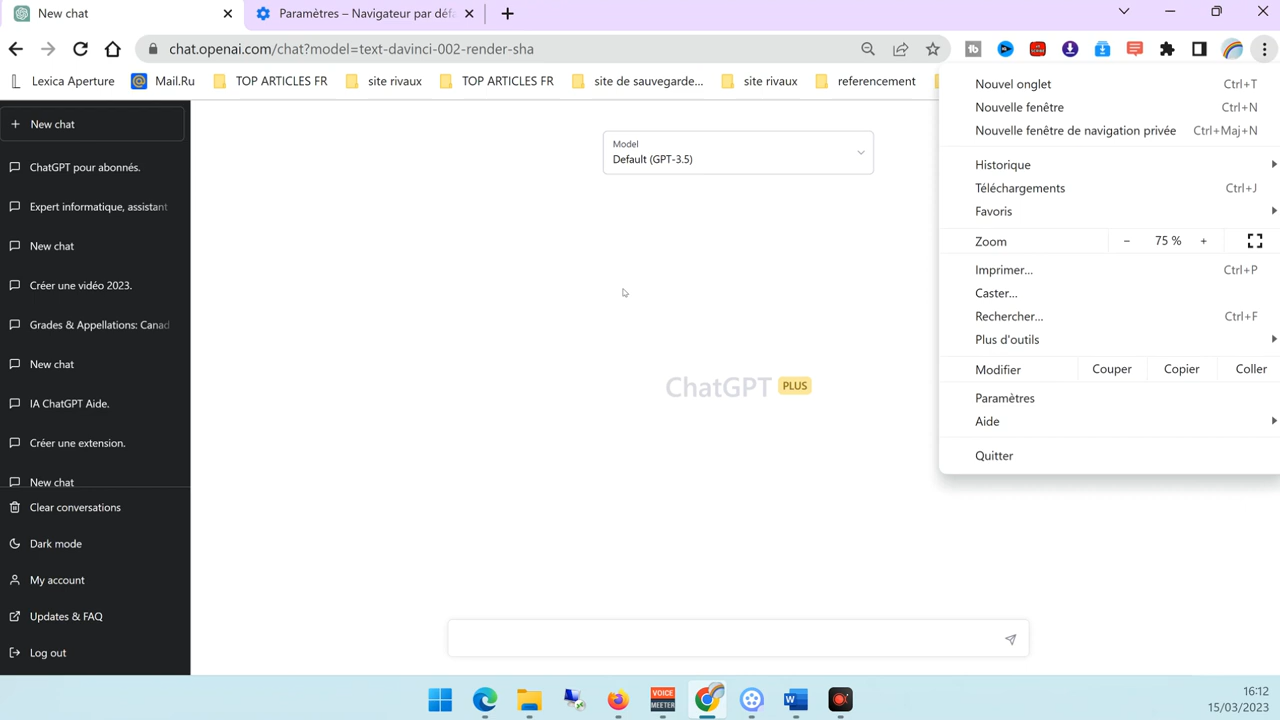 New chat
Paramètres – Navigateur par défa
chat.openai.com/chat?model=text-davinci-002-render-sha
Lexica Aperture
Mail.Ru
TOP ARTICLES FR
site rivaux
TOP ARTICLES FR
site de sauvegarde...
site rivaux
referencement
New chat
ChatGPT pour abonnés.
Expert informatique, assistant
New chat
Créer une vidéo 2023.
Grades & Appellations: Canad
New chat
IA ChatGPT Aide.
Créer une extension.
New chat
Clear conversations
Dark mode
My account
Updates & FAQ
Log out
Model
Default (GPT-3.5)
ChatGPT PLUS
Nouvel onglet Ctrl+T
Nouvelle fenêtre Ctrl+N
Nouvelle fenêtre de navigation privée Ctrl+Maj+N
Historique
Téléchargements Ctrl+J
Favoris
Zoom − 75 % +
Imprimer... Ctrl+P
Caster...
Rechercher... Ctrl+F
Plus d'outils
Modifier Couper Copier Coller
Paramètres
Aide
Quitter
VOICE
MEETER
16:12
15/03/2023